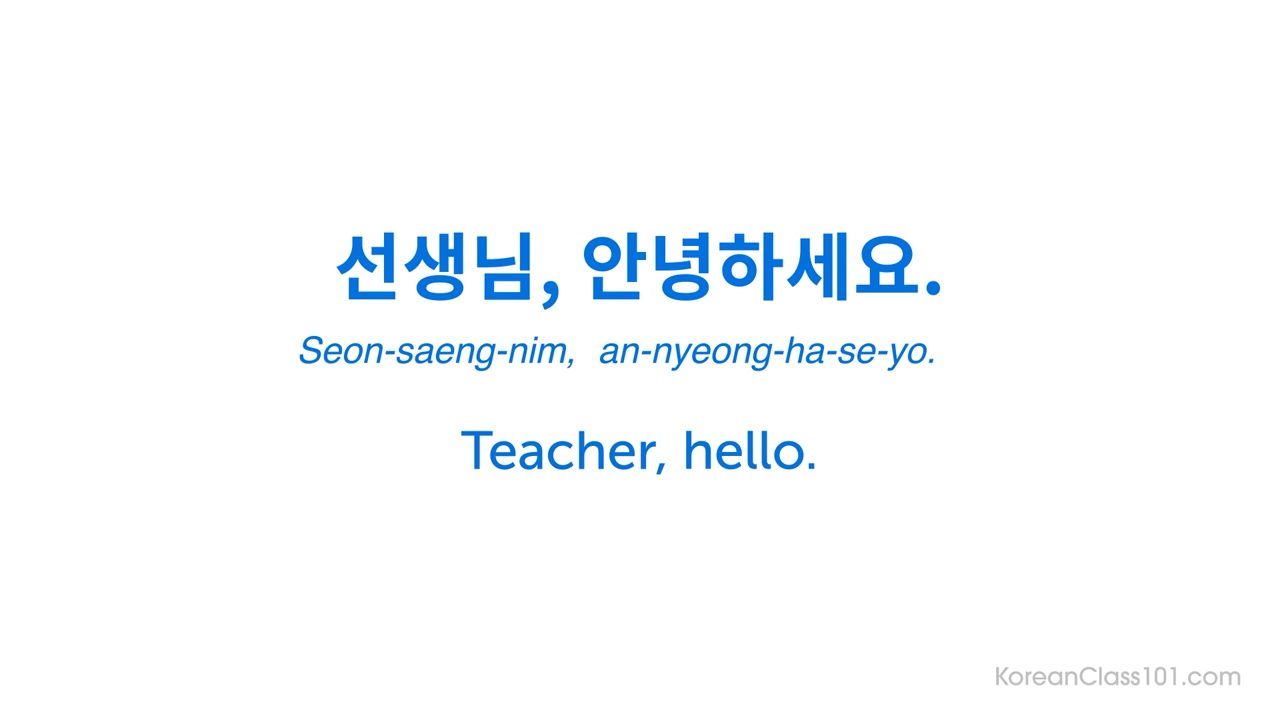 선생님, 안녕하세요.
Seon-saeng-nim, an-nyeong-ha-se-yo.
Teacher, hello.
KoreanClass101.com